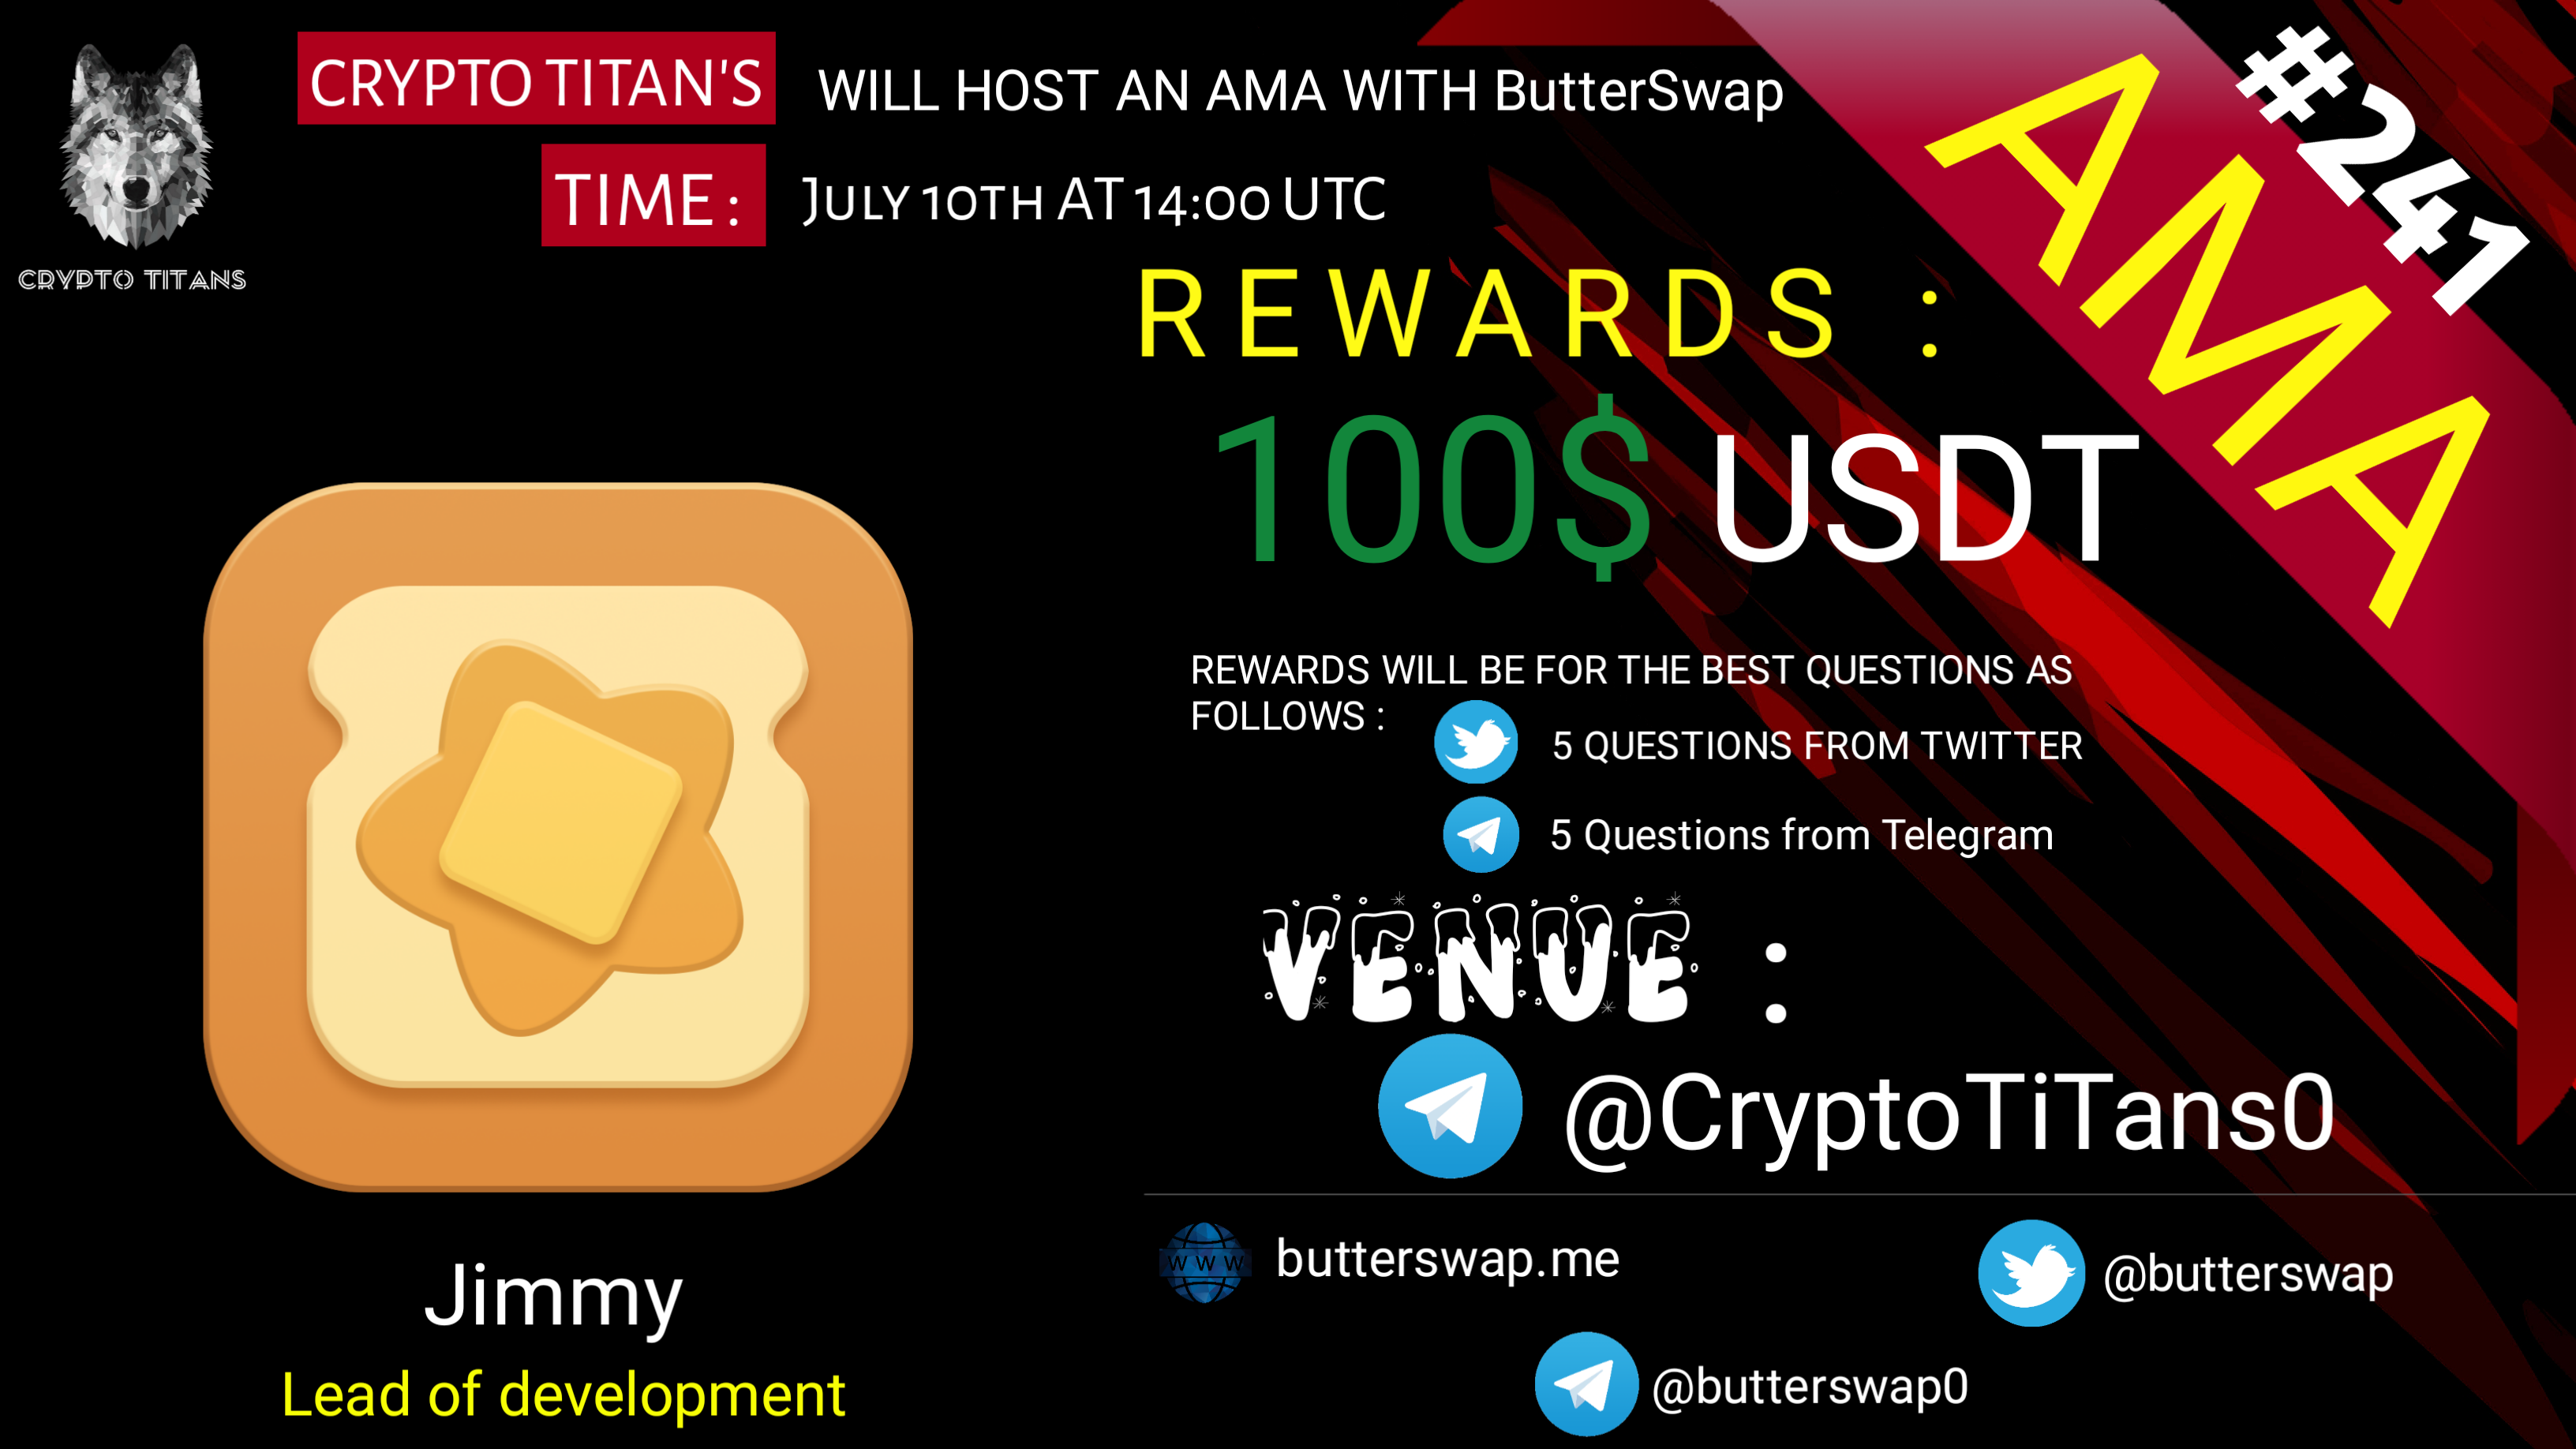 CRYPTO TITANS
CRYPTO TITAN'S WILL HOST AN AMA WITH ButterSwap
TIME : JULY 10TH AT 14:00 UTC
#241
AMA
REWARDS :
100$ USDT
REWARDS WILL BE FOR THE BEST QUESTIONS AS
FOLLOWS :
5 QUESTIONS FROM TWITTER
5 Questions from Telegram
VENUE :
@CryptoTiTans0
Jimmy
Lead of development
WWW
butterswap.me
@butterswap
@butterswap0